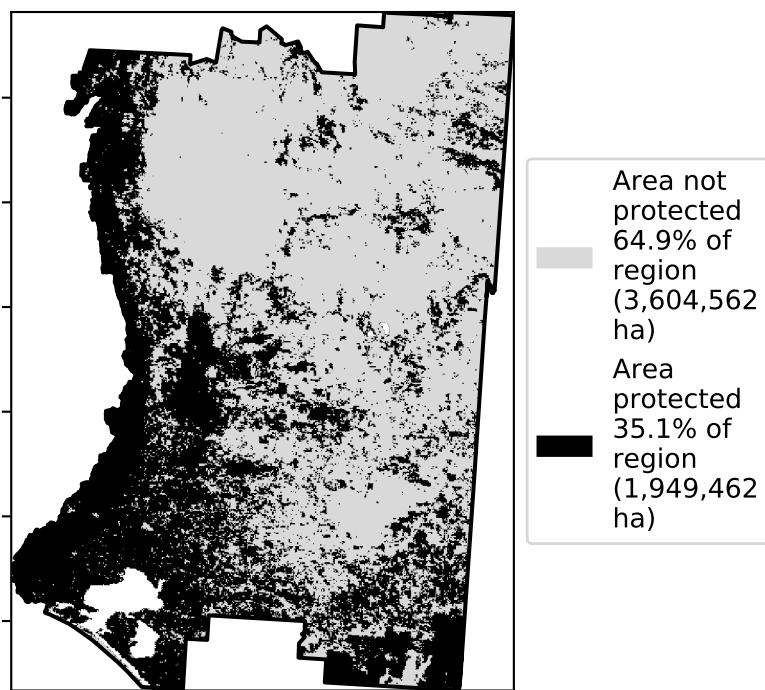 Area not
protected
64.9% of
region
(3,604,562
ha)
Area
protected
35.1% of
region
(1,949,462
ha)